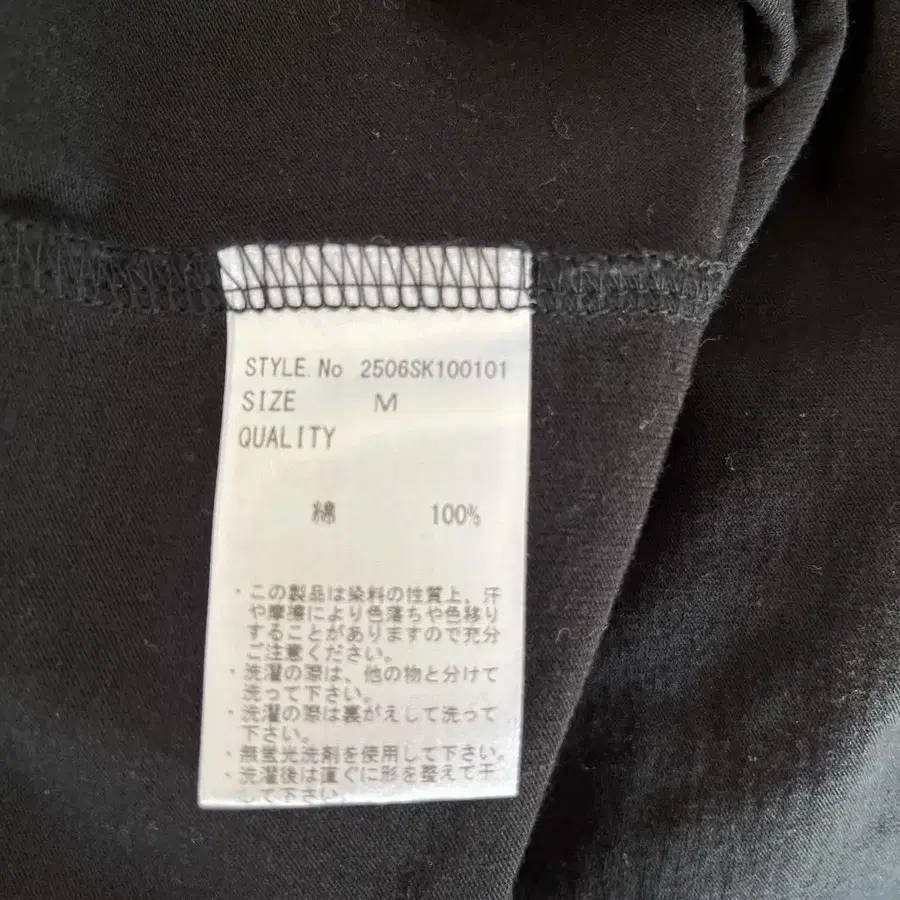 STYLE.No 2506SK100101
SIZE M
QUALITY
綿 100%
・この製品は染料の性質上、汗
や摩擦により色落ちや色移り
することがありますので充分
ご注意ください。
・洗濯の際は、他の物と分けて
洗って下さい。
・洗濯の際は裏がえして洗って
下さい。
・無蛍光洗剤を使用して下さい。
・洗濯後は直ぐに形を整えて干
して下さい。